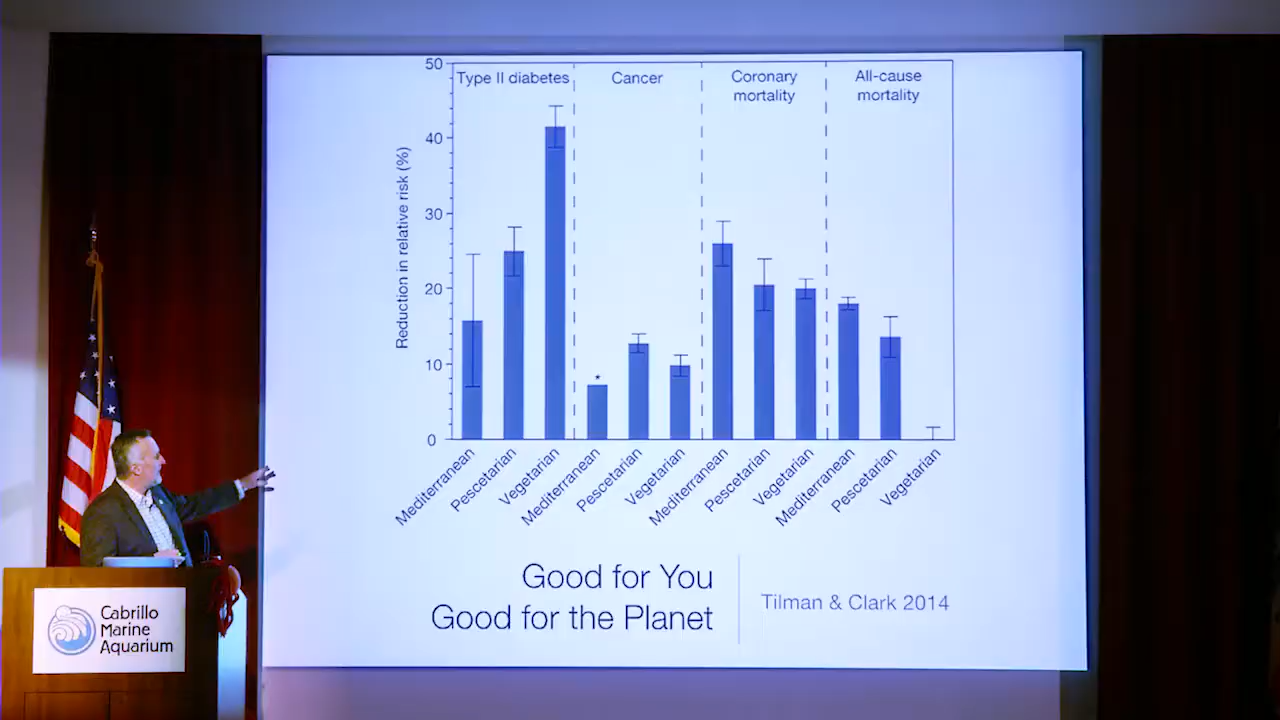 50
40
30
20
10
0
Reduction in relative risk (%)
Type II diabetes
Cancer
Coronary
mortality
All-cause
mortality
*
Mediterranean
Pescetarian
Vegetarian
Mediterranean
Pescetarian
Vegetarian
Mediterranean
Pescetarian
Vegetarian
Mediterranean
Pescetarian
Vegetarian
Good for You
Good for the Planet
Tilman & Clark 2014
Cabrillo
Marine
Aquarium